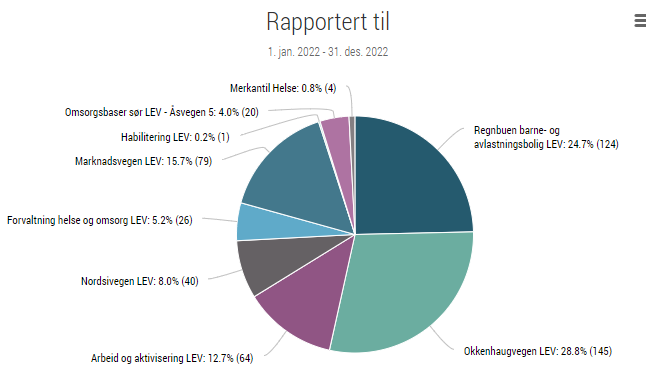 Rapportert til
1. jan. 2022 - 31. des. 2022
Merkantil Helse: 0.8% (4)
Omsorgsbaser sør LEV - Åsvegen 5: 4.0% (20)
Habilitering LEV: 0.2% (1)
Marknadsvegen LEV: 15.7% (79)
Forvaltning helse og omsorg LEV: 5.2% (26)
Nordsivegen LEV: 8.0% (40)
Arbeid og aktivisering LEV: 12.7% (64)
Regnbuen barne- og
avlastningsbolig LEV: 24.7% (124)
Okkenhaugvegen LEV: 28.8% (145)